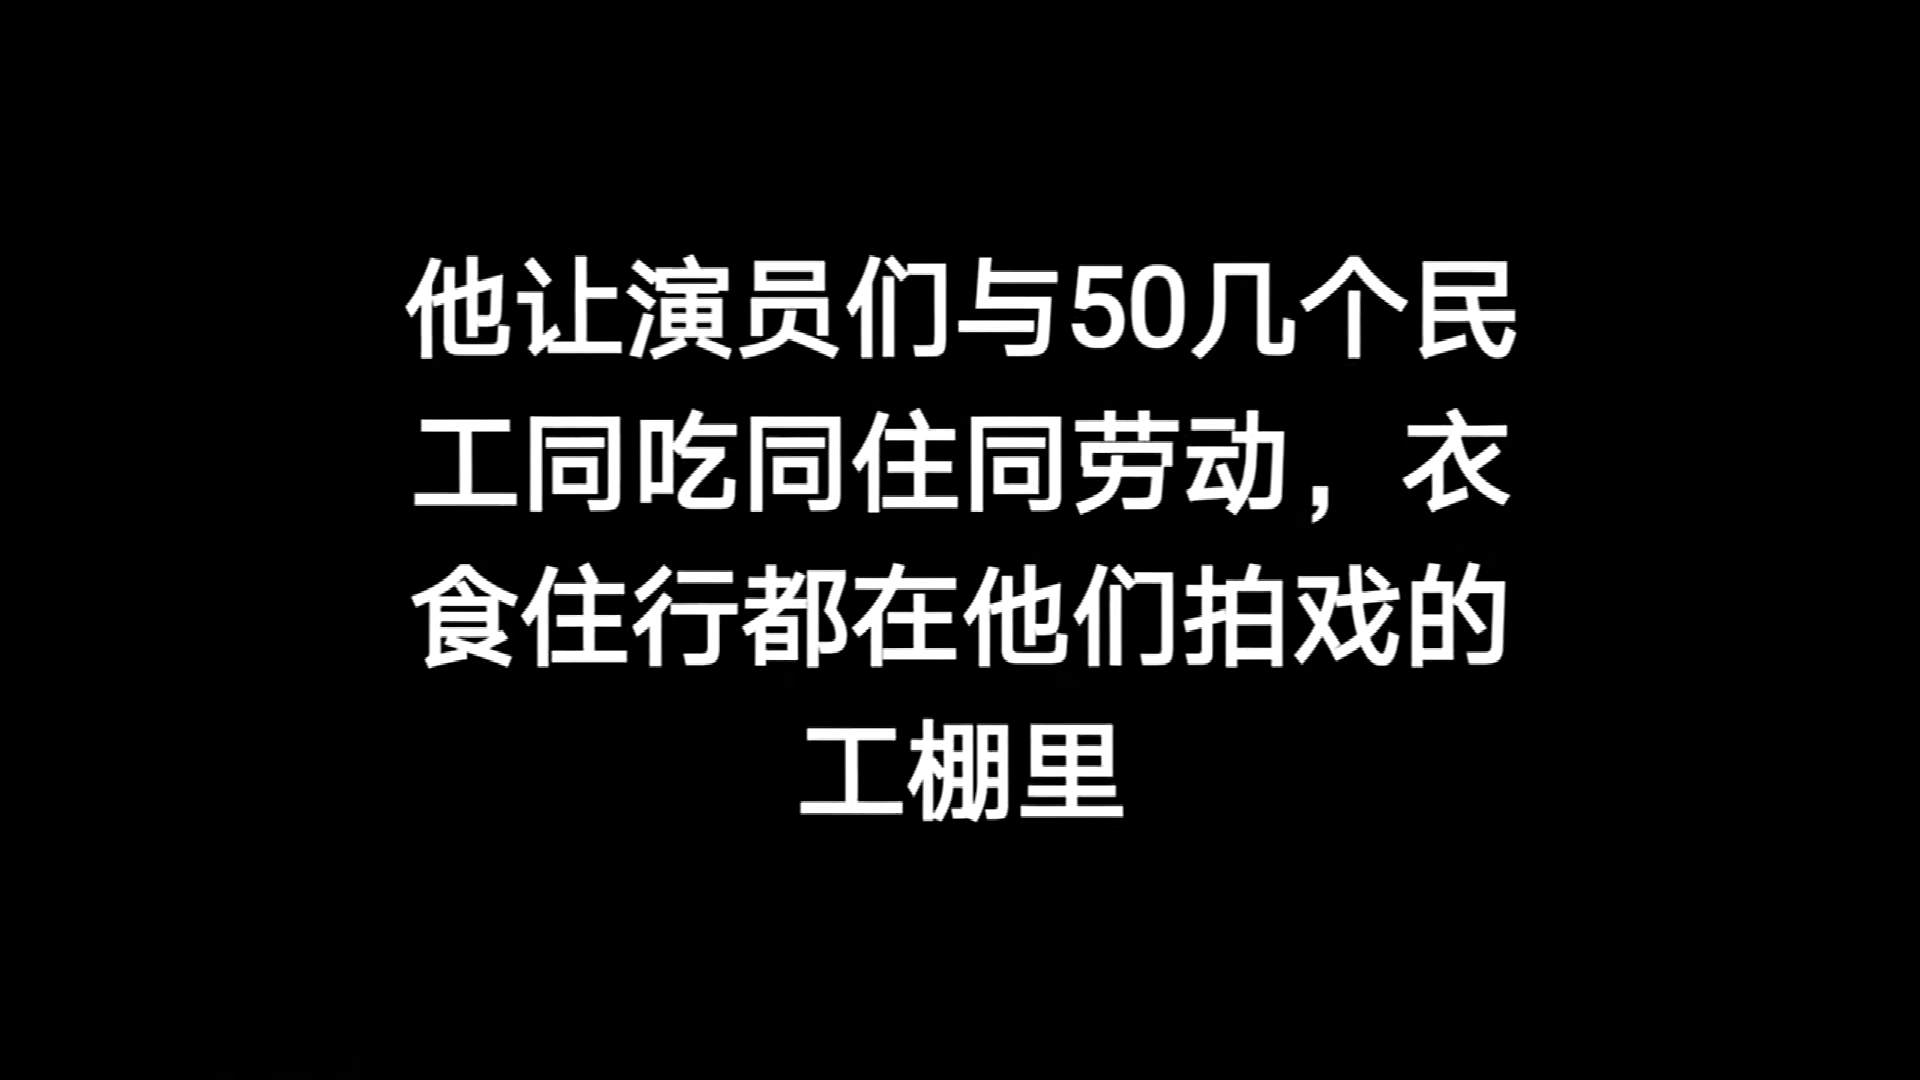 他让演员们与50几个民
工同吃同住同劳动，衣
食住行都在他们拍戏的
工棚里